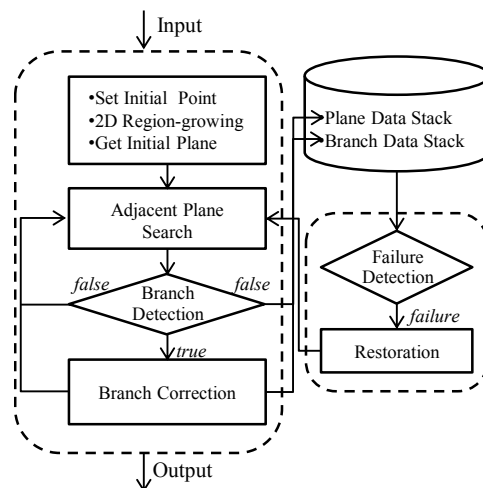 Input
•Set Initial Point
•2D Region-growing
•Get Initial Plane
Adjacent Plane
Search
false
false
Branch
Detection
true
Branch Correction
Output
•Plane Data Stack
•Branch Data Stack
Failure
Detection
failure
Restoration